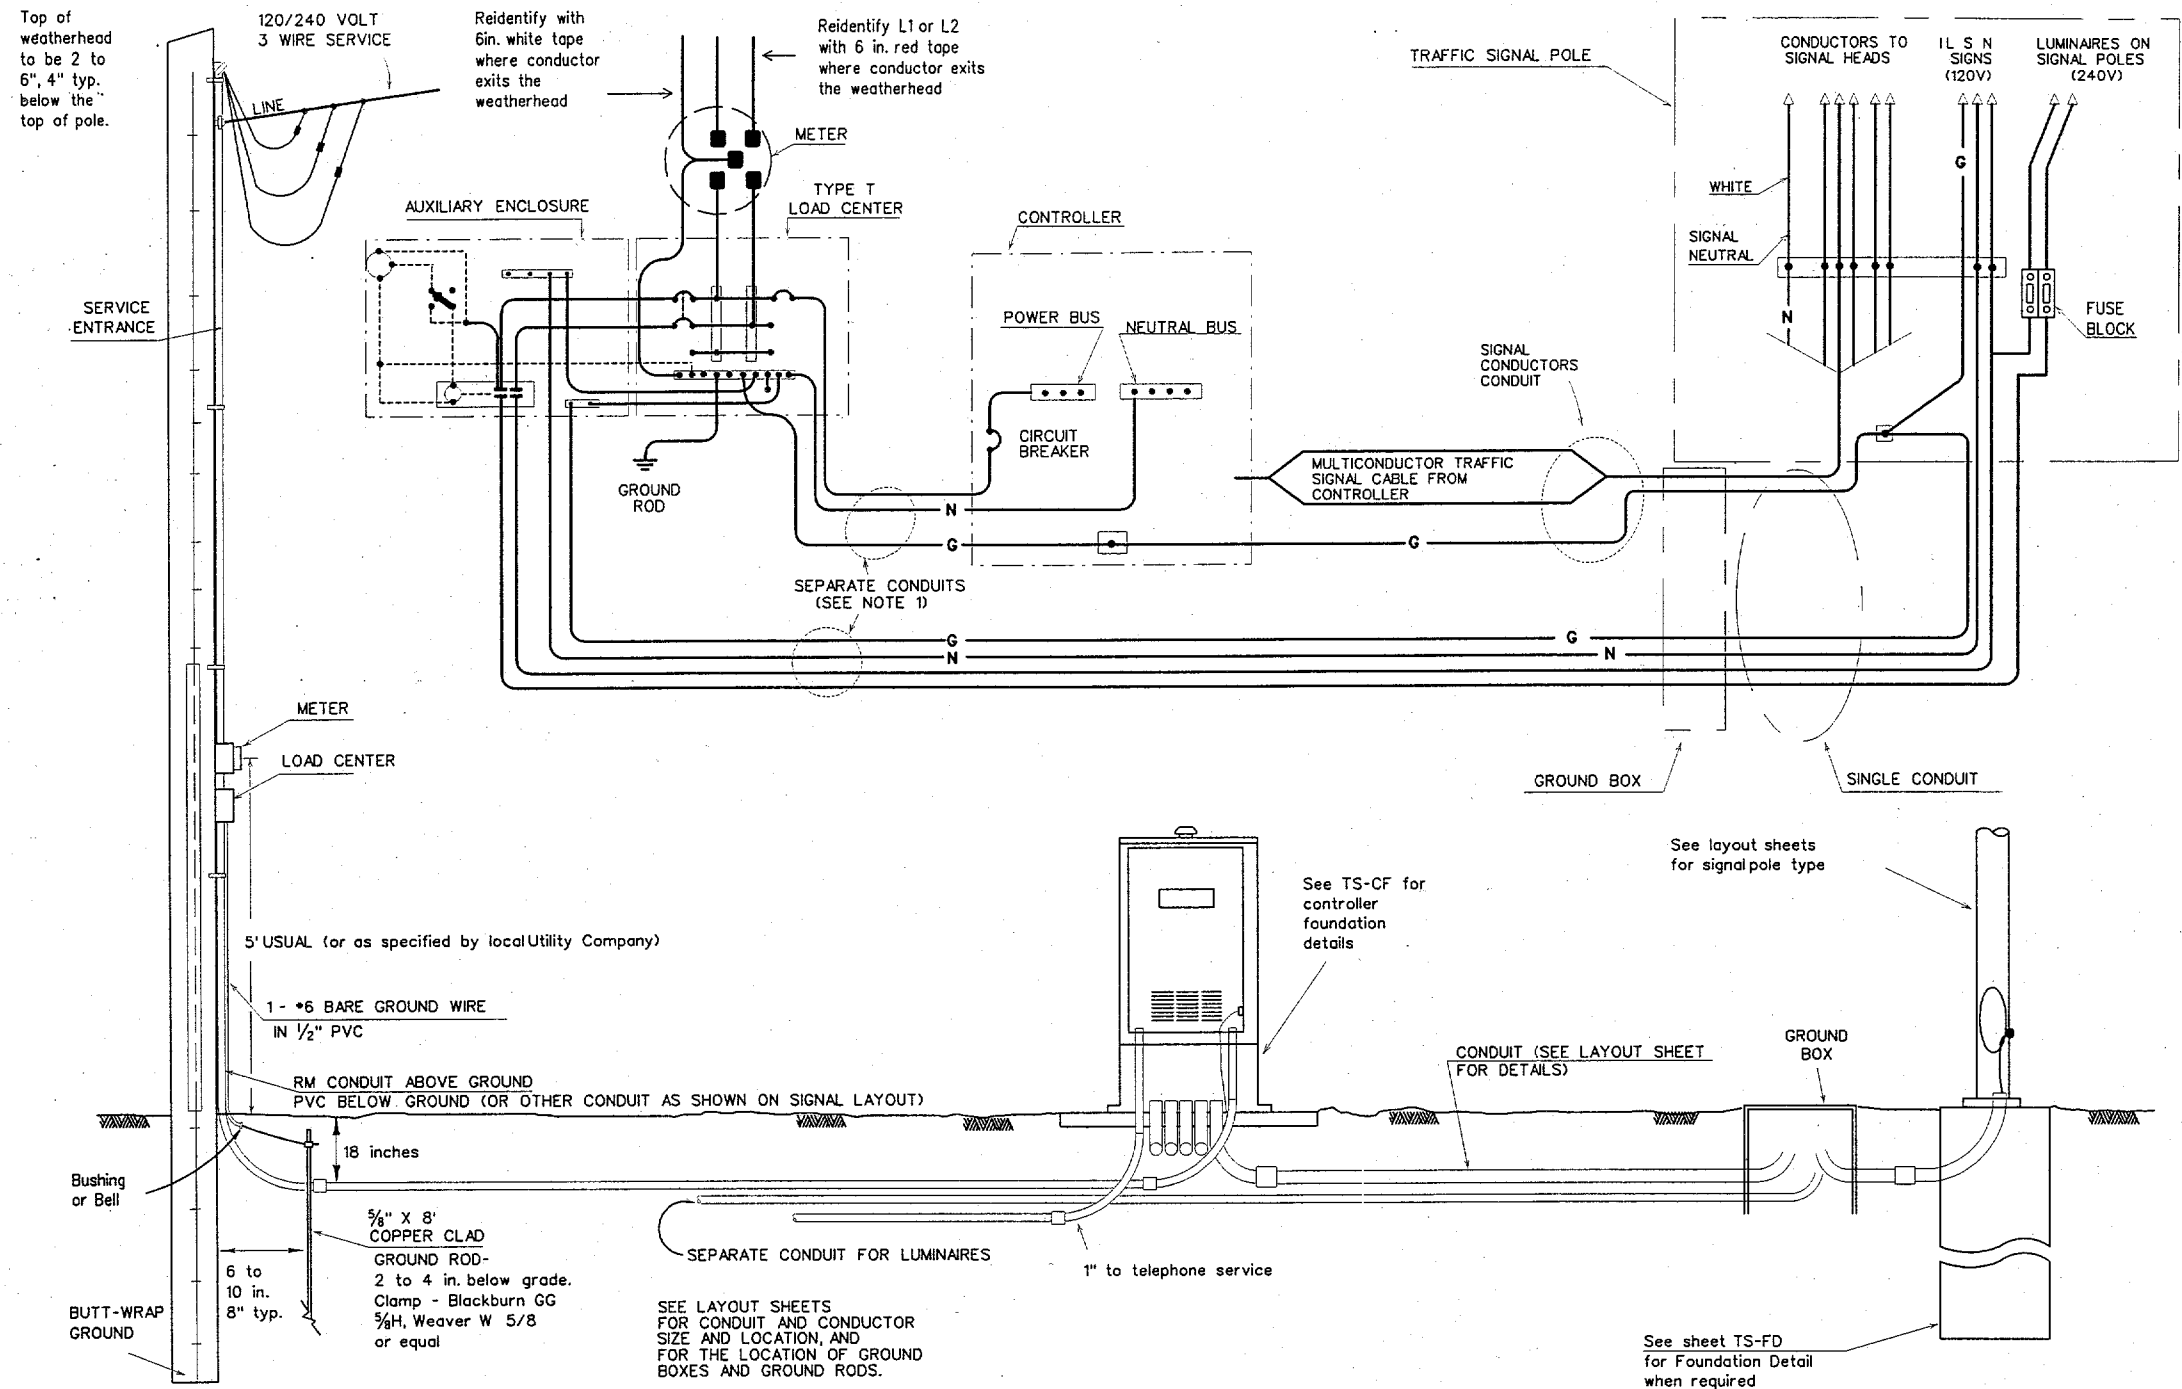 Top of
weatherhead
to be 2 to
6", 4" typ.
below the
top of pole.
120/240 VOLT
3 WIRE SERVICE
LINE
Reidentify with
6in. white tape
where conductor
exits the
weatherhead
Reidentify L1 or L2
with 6 in. red tape
where conductor exits
the weatherhead
METER
TYPE T
LOAD CENTER
AUXILIARY ENCLOSURE
CONTROLLER
POWER BUS
NEUTRAL BUS
CIRCUIT
BREAKER
GROUND
ROD
SERVICE
ENTRANCE
TRAFFIC SIGNAL POLE
CONDUCTORS TO
SIGNAL HEADS
I L S N
SIGNS
(120V)
LUMINAIRES ON
SIGNAL POLES
(240V)
WHITE
SIGNAL
NEUTRAL
G
N
FUSE
BLOCK
SIGNAL
CONDUCTORS
CONDUIT
MULTICONDUCTOR TRAFFIC
SIGNAL CABLE FROM
CONTROLLER
N
G
G
SEPARATE CONDUITS
(SEE NOTE 1)
G
G
N
N
METER
LOAD CENTER
GROUND BOX
SINGLE CONDUIT
See layout sheets
for signal pole type
See TS-CF for
controller
foundation
details
5' USUAL (or as specified by local Utility Company)
1 - #6 BARE GROUND WIRE
IN 1/2" PVC
RM CONDUIT ABOVE GROUND
PVC BELOW GROUND (OR OTHER CONDUIT AS SHOWN ON SIGNAL LAYOUT)
CONDUIT (SEE LAYOUT SHEET
FOR DETAILS)
GROUND
BOX
18 inches
Bushing
or Bell
5/8" X 8'
COPPER CLAD
GROUND ROD-
2 to 4 in. below grade.
Clamp - Blackburn GG
5/8H, Weaver W 5/8
or equal
6 to
10 in.
8" typ.
BUTT-WRAP
GROUND
SEPARATE CONDUIT FOR LUMINAIRES
1" to telephone service
SEE LAYOUT SHEETS
FOR CONDUIT AND CONDUCTOR
SIZE AND LOCATION, AND
FOR THE LOCATION OF GROUND
BOXES AND GROUND RODS.
See sheet TS-FD
for Foundation Detail
when required